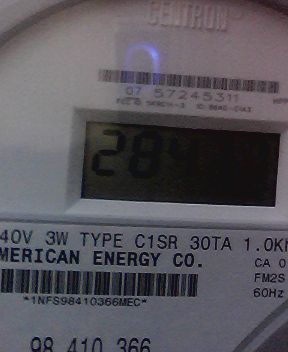 CENTRON
07 57245311
284
40V 3W TYPE C1SR 30TA 1.0K
MERICAN ENERGY CO.
CA 0
FM2S
60Hz
*1NFS98410366MEC*
98 410 366